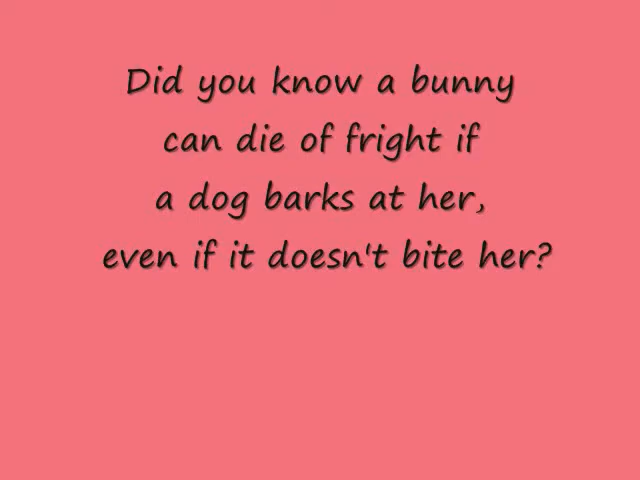 Did you know a bunny
can die of fright if
a dog barks at her,
even if it doesn't bite her?